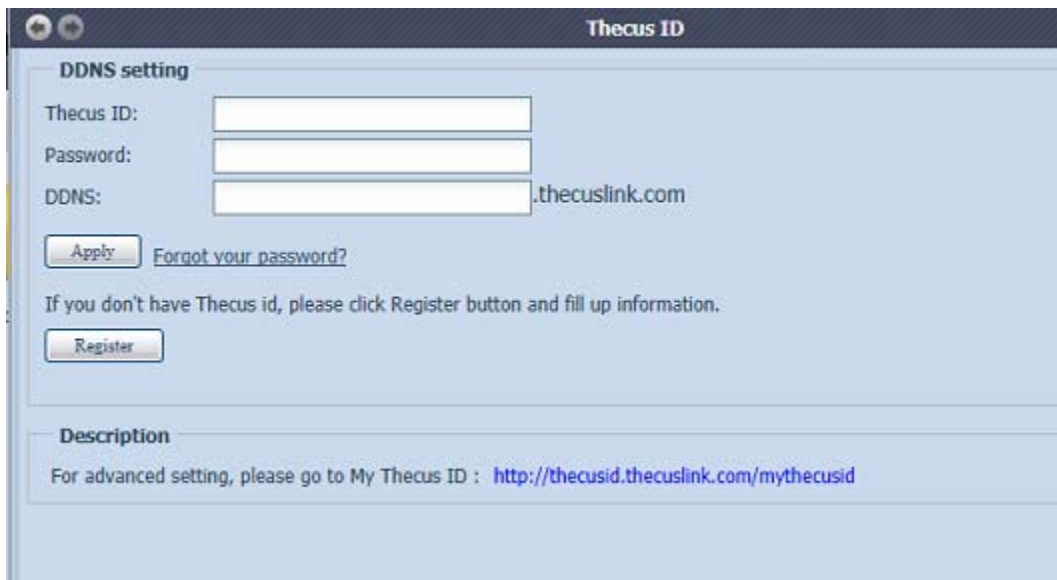 Thecus ID
DDNS setting
Thecus ID:
Password:
DDNS: .thecuslink.com
Apply Forgot your password?
If you don't have Thecus id, please click Register button and fill up information.
Register
Description
For advanced setting, please go to My Thecus ID : http://thecusid.thecuslink.com/mythecusid